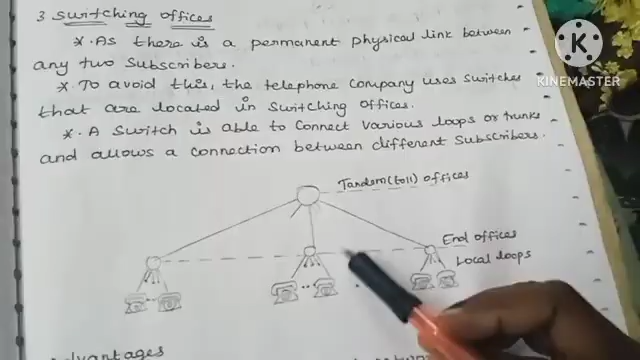 3 Switching offices
* As there is a permanent physical link between
any two subscribers.
* To avoid this, the telephone company uses switches
that are located in switching offices.
* A switch is able to connect various loops or trunks
and allows a connection between different subscribers.
Tandem (toll) offices
End offices
Local loops
advantages
KINEMASTER